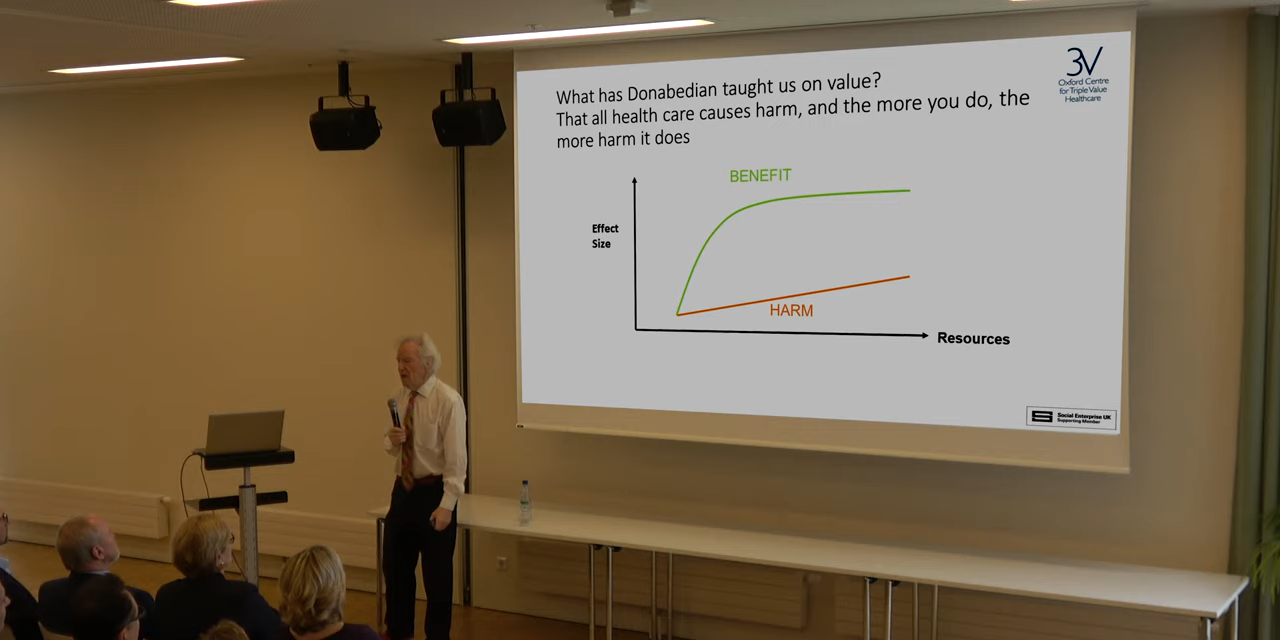 What has Donabedian taught us on value?
That all health care causes harm, and the more you do, the
more harm it does
3V
Oxford Centre
for Triple Value
Healthcare
BENEFIT
Effect
Size
HARM
Resources
Social Enterprise UK
Supporting Member